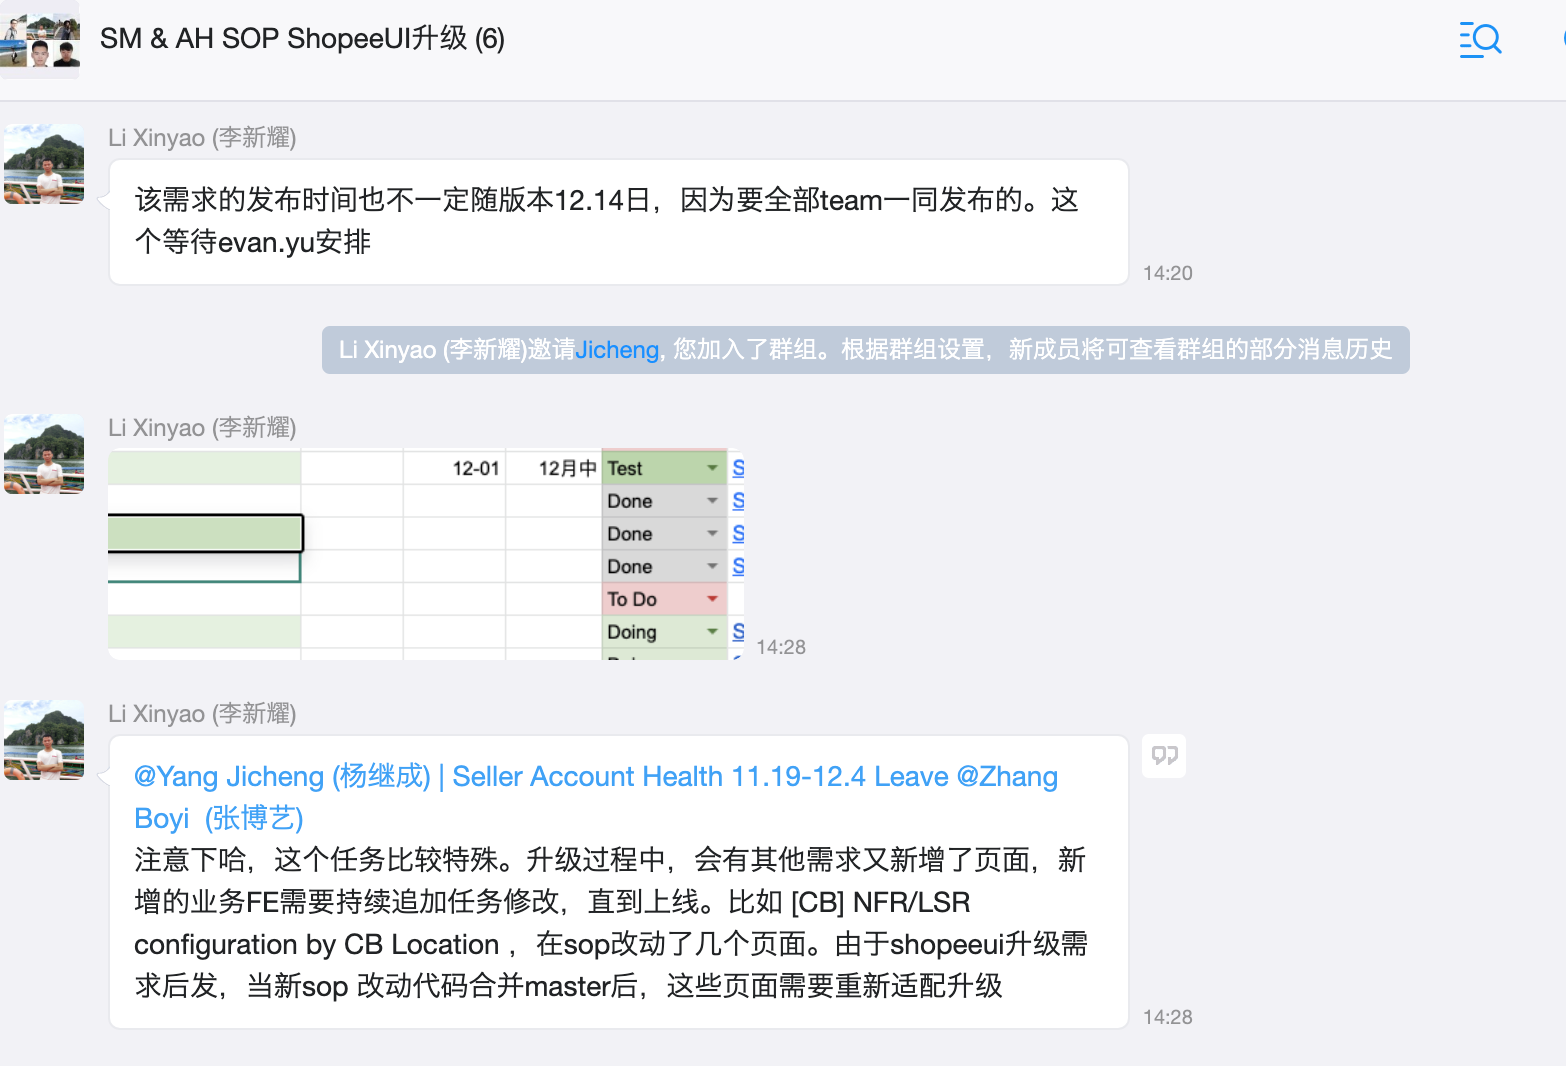 SM & AH SOP ShopeeUI升级 (6)
Li Xinyao (李新耀)
该需求的发布时间也不一定随版本12.14日，因为要全部team一同发布的。这
个等待evan.yu安排
14:20
Li Xinyao (李新耀)邀请Jicheng, 您加入了群组。根据群组设置，新成员将可查看群组的部分消息历史
Li Xinyao (李新耀)
12-01 12月中 Test S
Done S
Done S
Done S
To Do
Doing S
14:28
Li Xinyao (李新耀)
@Yang Jicheng (杨继成) | Seller Account Health 11.19-12.4 Leave @Zhang
Boyi (张博艺)
注意下哈，这个任务比较特殊。升级过程中，会有其他需求又新增了页面，新
增的业务FE需要持续追加任务修改，直到上线。比如 [CB] NFR/LSR
configuration by CB Location ，在sop改动了几个页面。由于shopeeui升级需
求后发，当新sop 改动代码合并master后，这些页面需要重新适配升级
14:28